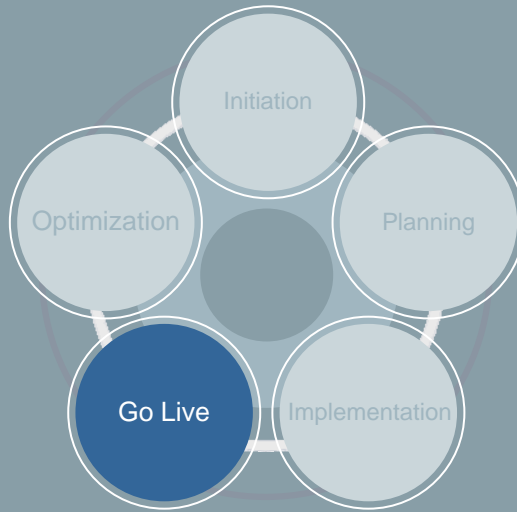 Initiation
Optimization
Planning
Go Live
Implementation